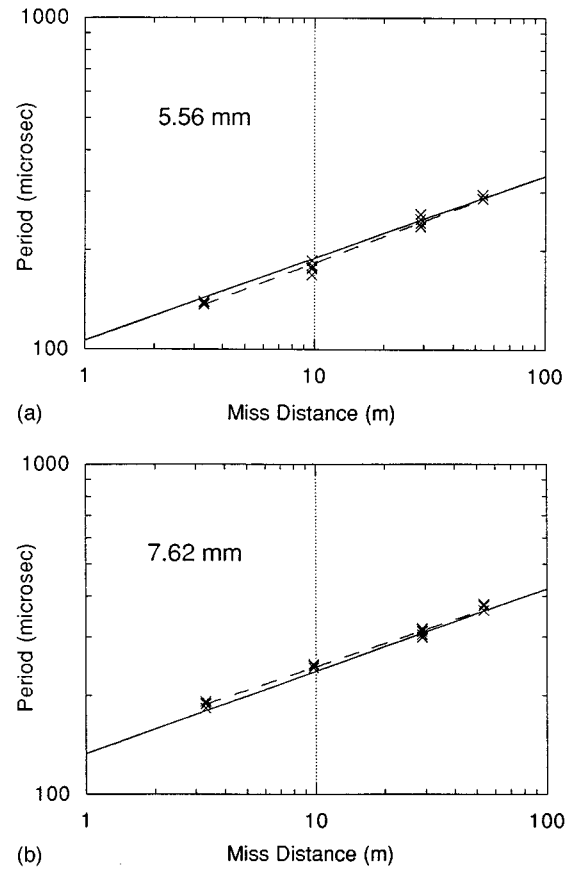 1000
5.56 mm
Period (microsec)
100
1
10
100
(a)
Miss Distance (m)
1000
7.62 mm
Period (microsec)
100
1
10
100
(b)
Miss Distance (m)